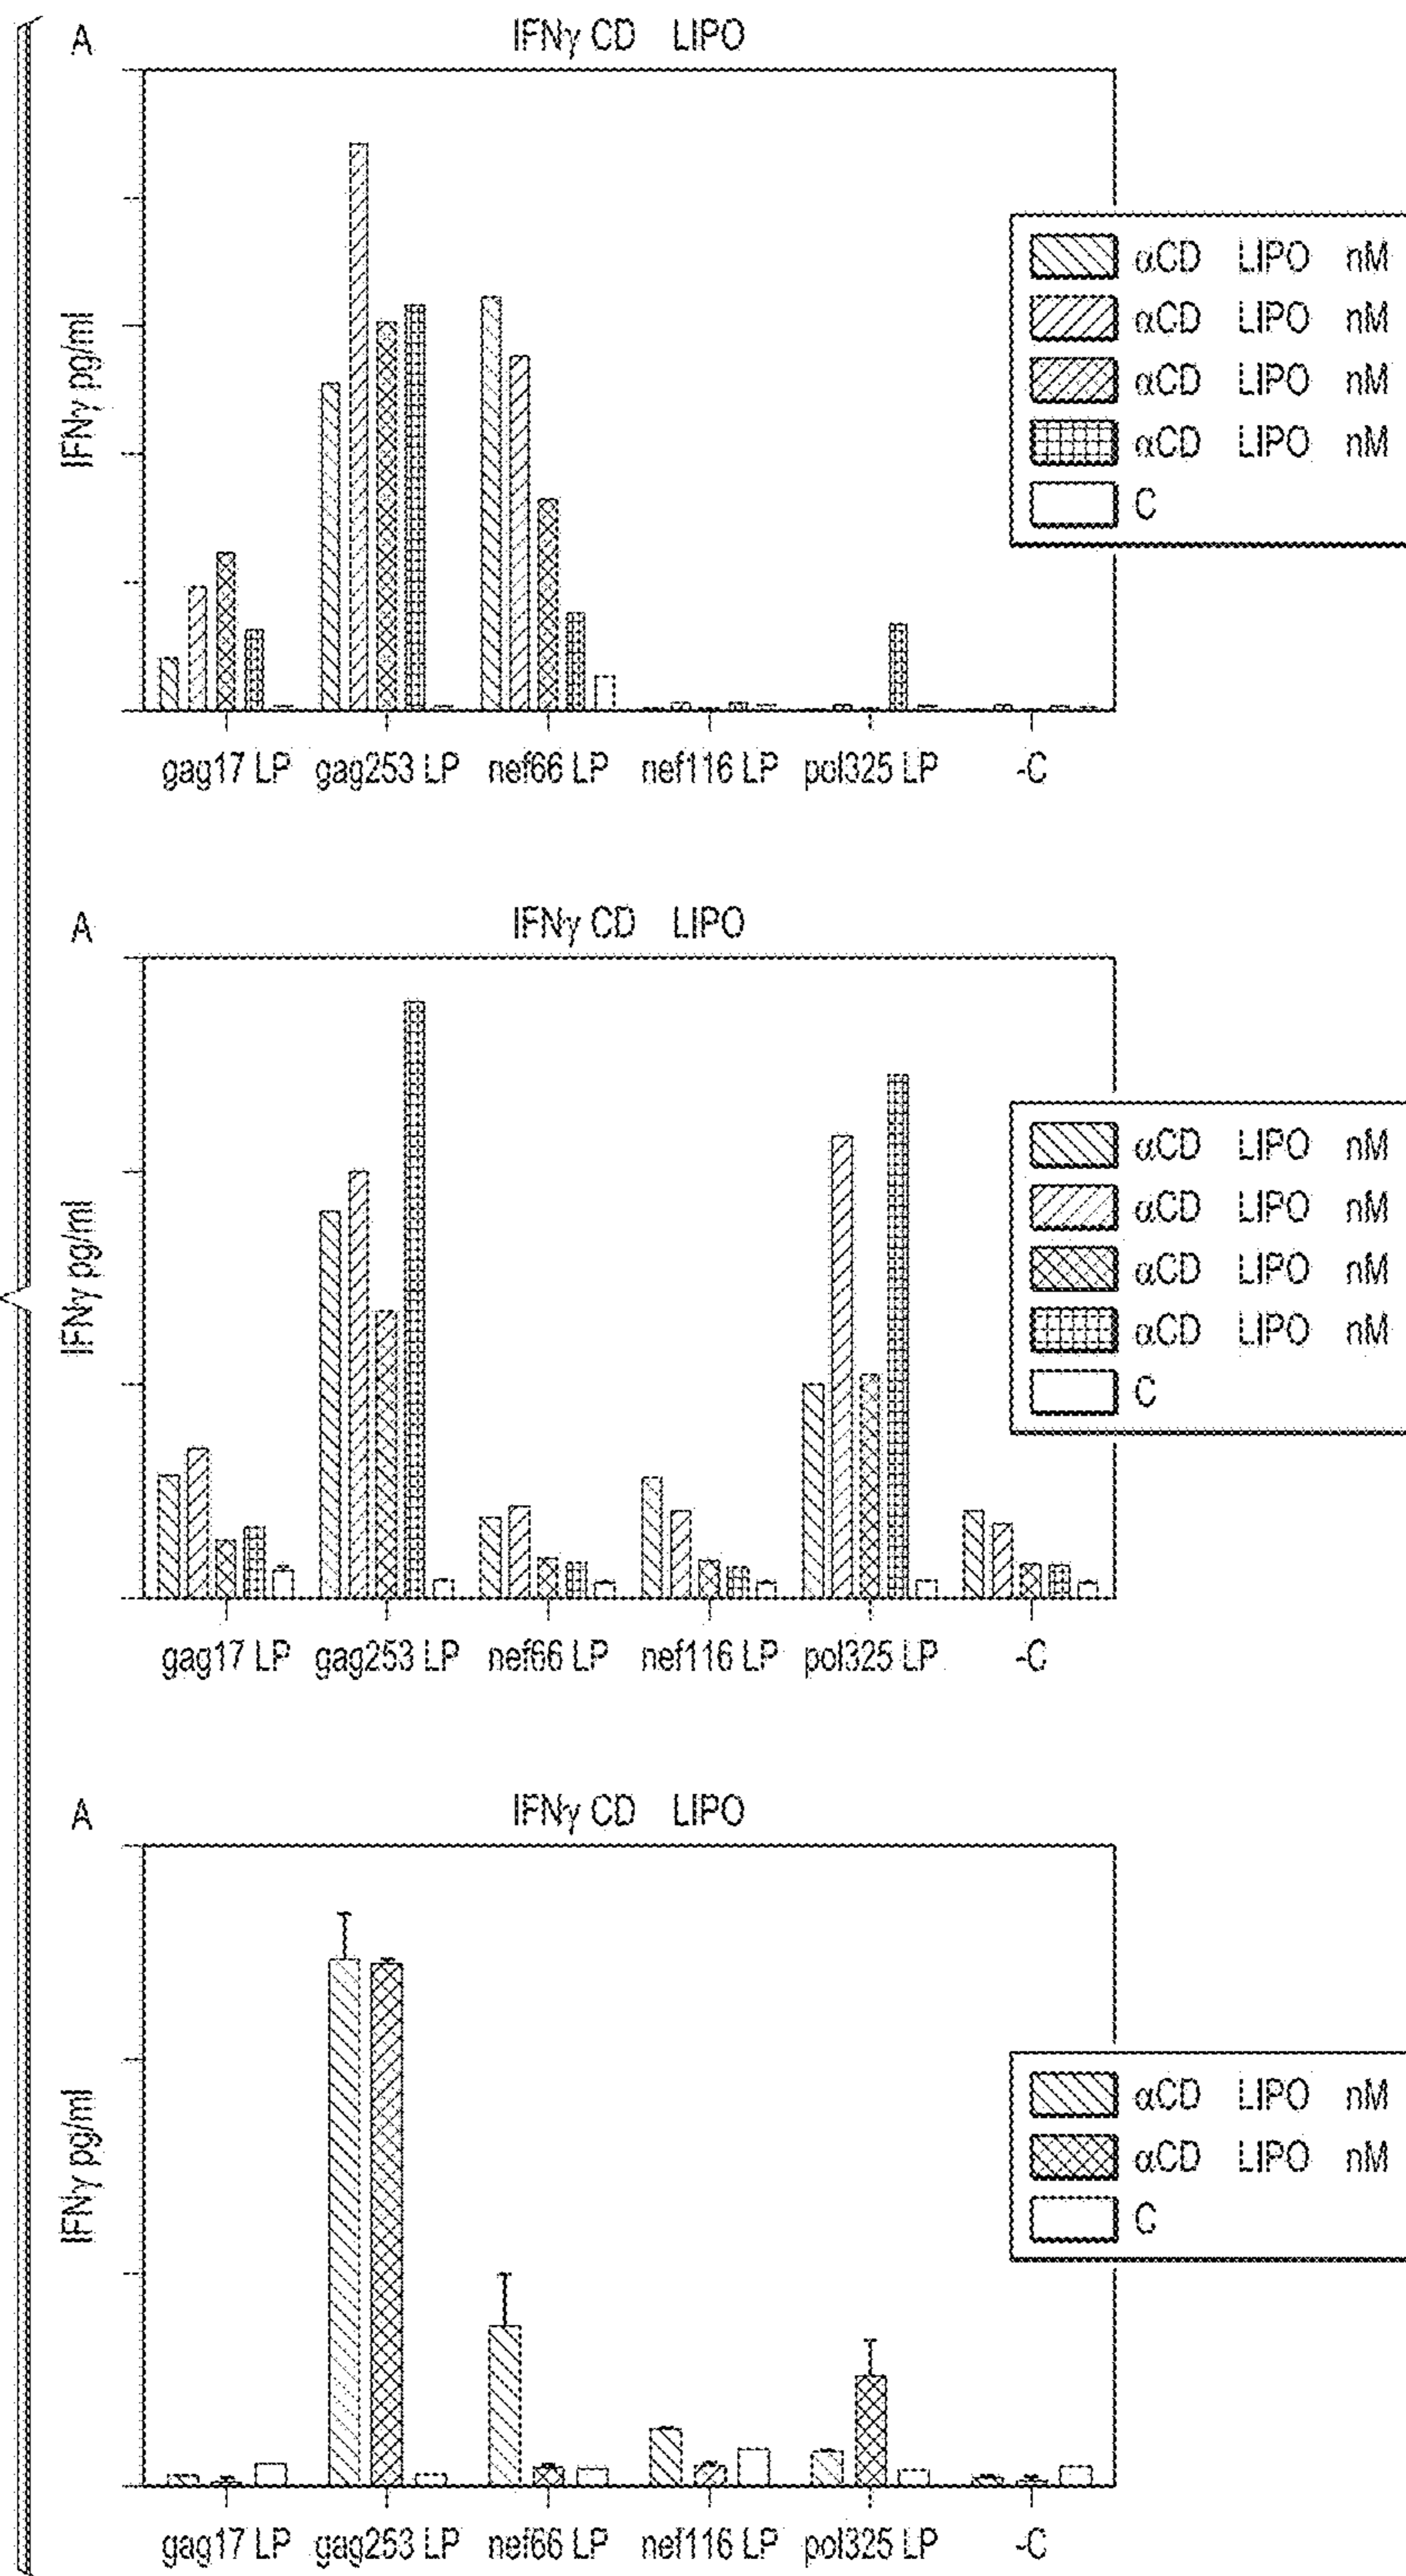 A
IFNγ CD LIPO
IFNγ pg/ml
αCD LIPO nM
αCD LIPO nM
αCD LIPO nM
αCD LIPO nM
C
gag17 LP gag253 LP nef66 LP nef116 LP pol325 LP -C
A
IFNγ CD LIPO
IFNγ pg/ml
αCD LIPO nM
αCD LIPO nM
αCD LIPO nM
αCD LIPO nM
C
gag17 LP gag253 LP nef66 LP nef116 LP pol325 LP -C
A
IFNγ CD LIPO
IFNγ pg/ml
αCD LIPO nM
αCD LIPO nM
C
gag17 LP gag253 LP nef66 LP nef116 LP pol325 LP -C